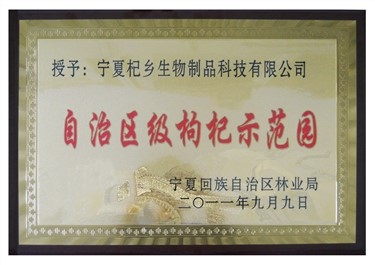 授予：宁夏杞乡生物制品科技有限公司
自治区级枸杞示范园
宁夏回族自治区林业局
二〇一一年九月九日